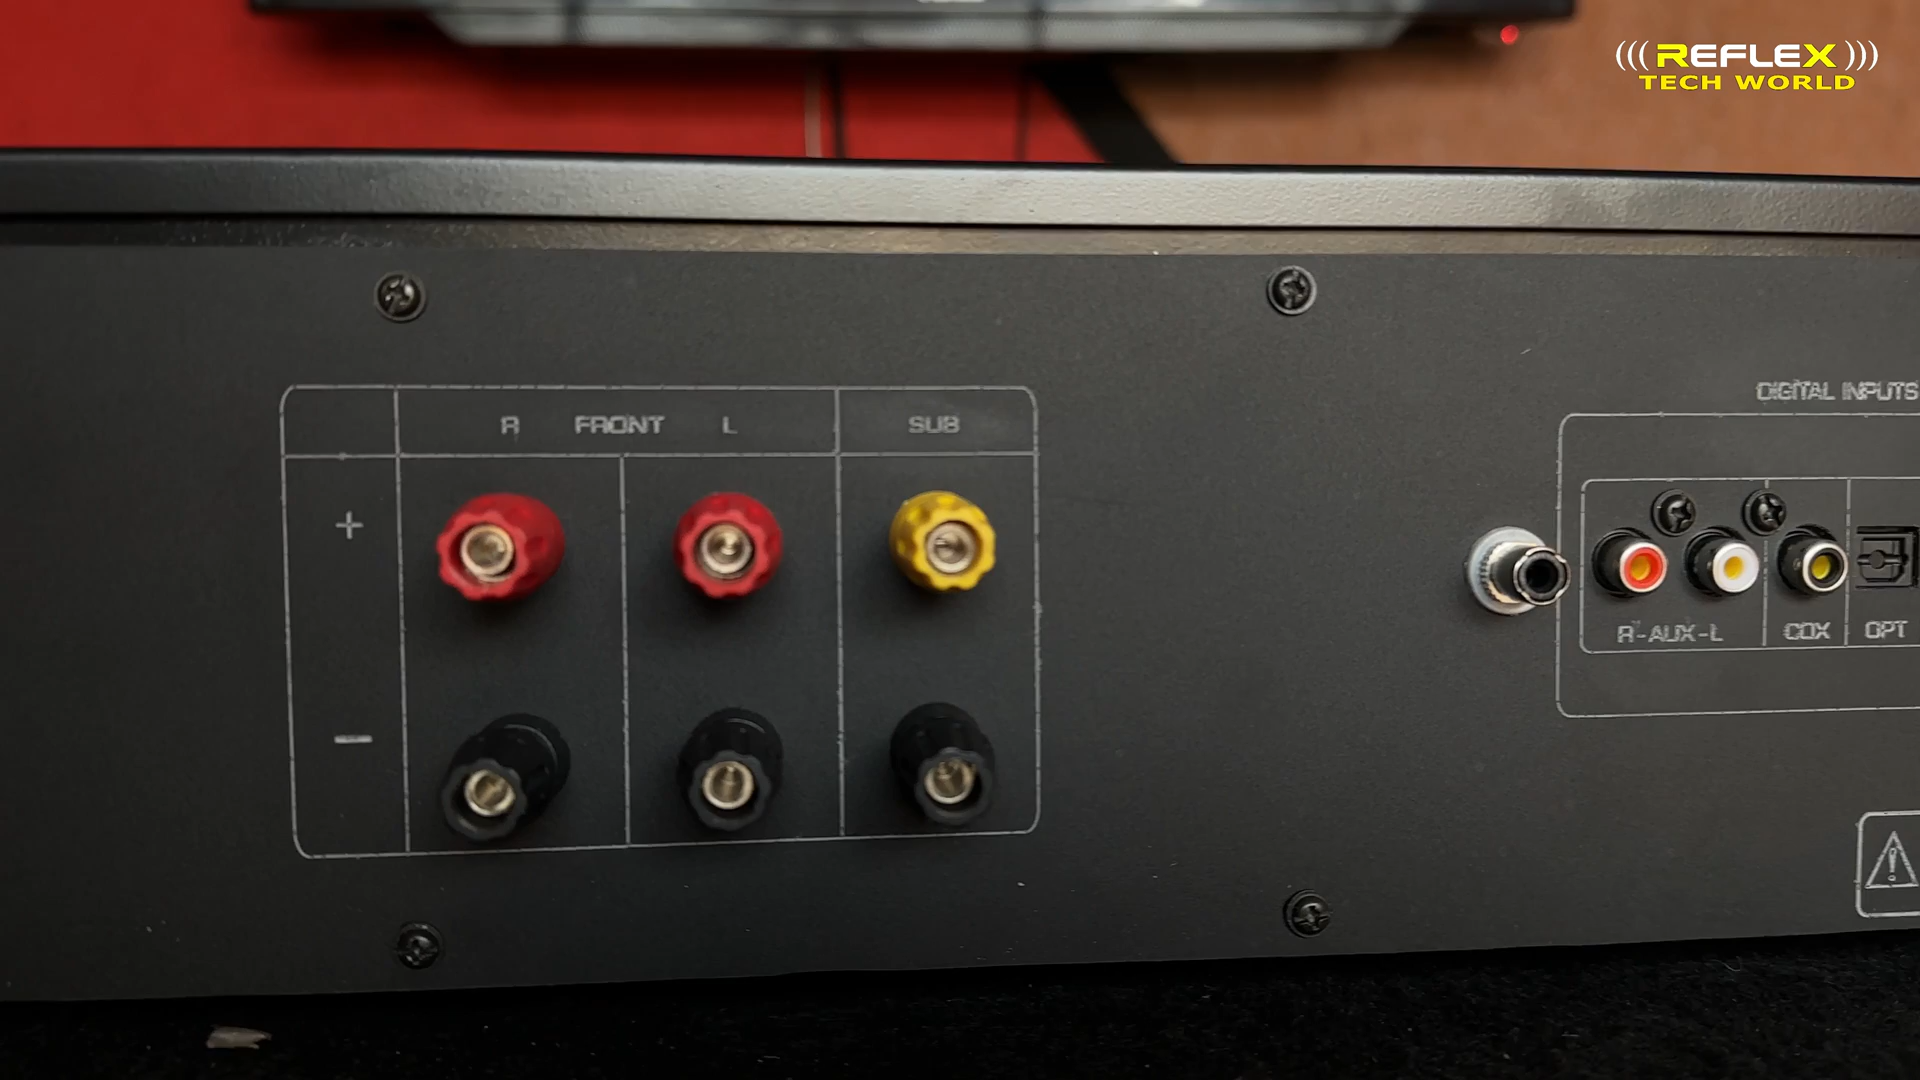 ((( REFLEX )))
TECH WORLD
DIGITAL INPUTS
R FRONT L SUB
+
R-AUX-L COX OPT
-